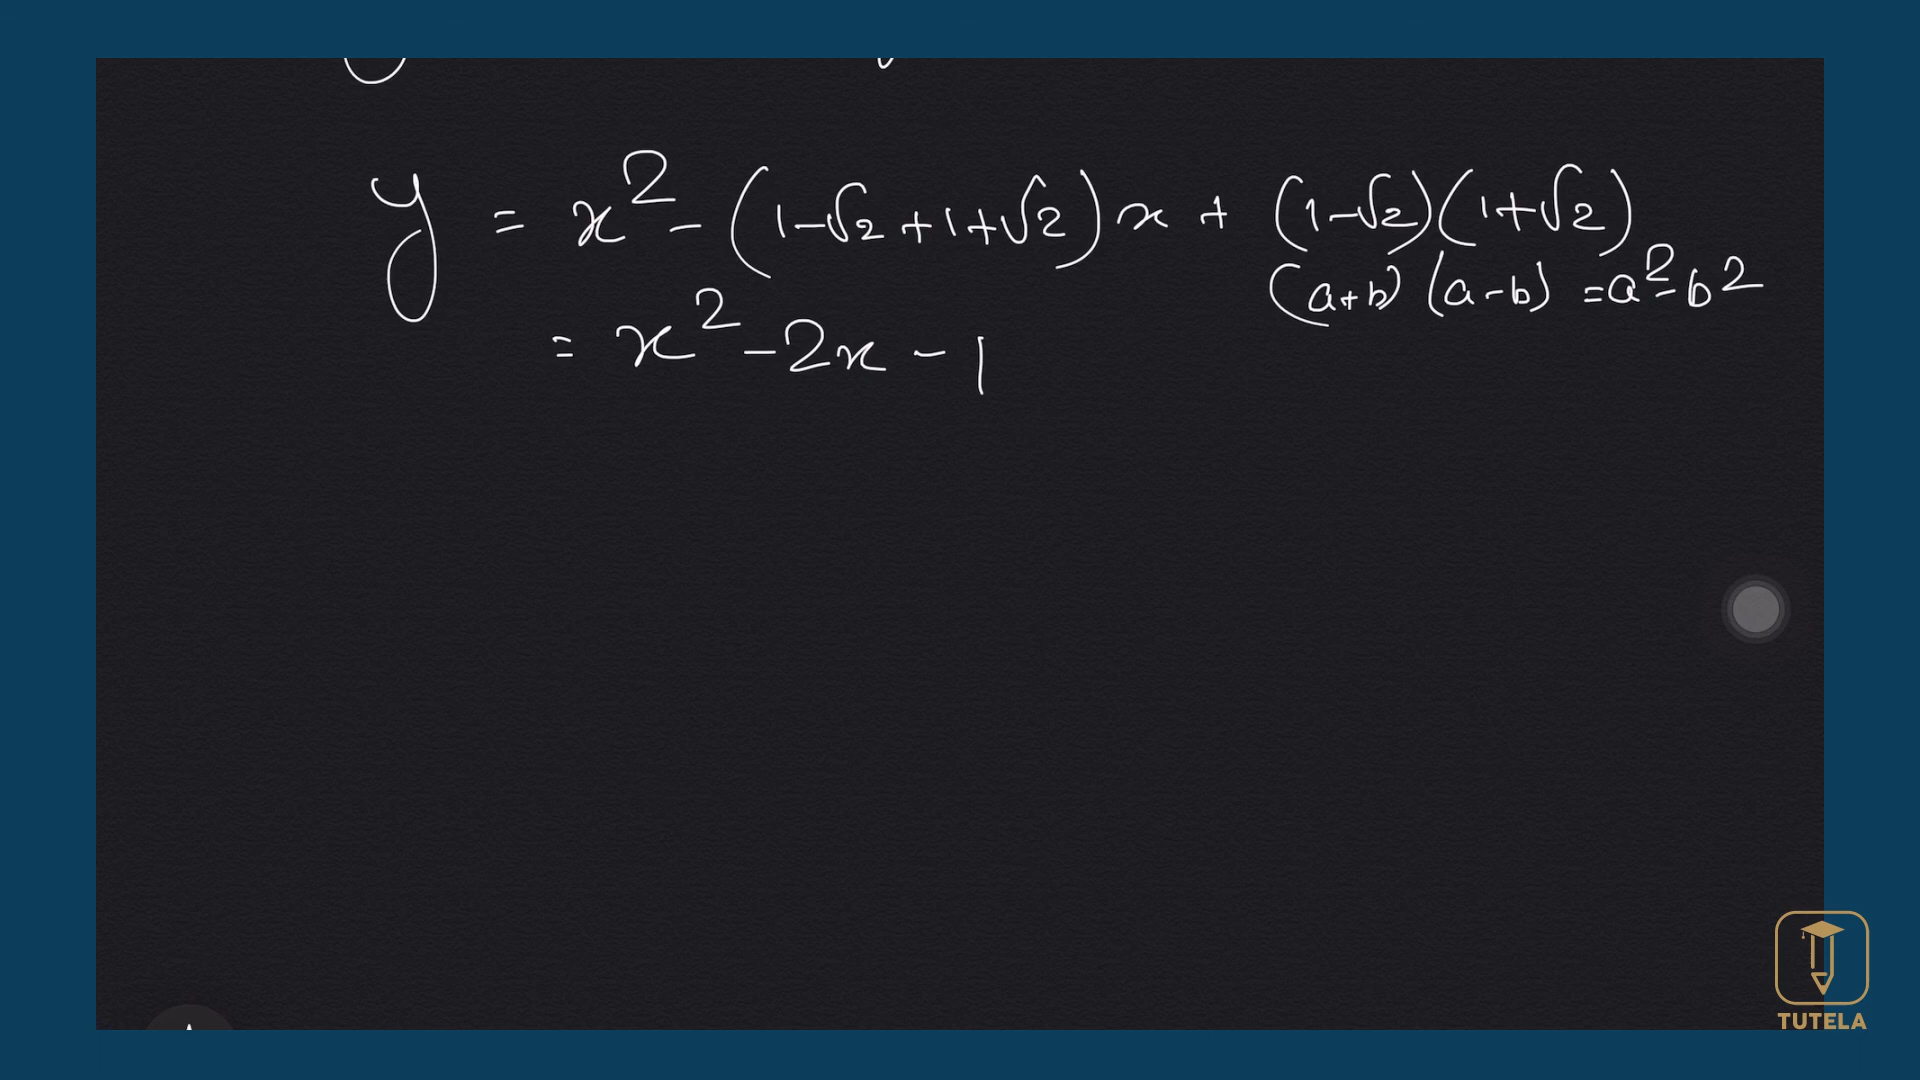 y = x² - (1-√2+1+√2)x + (1-√2)(1+√2)
(a+b) (a-b) = a²-b²
= x² - 2x - 1
TUTELA